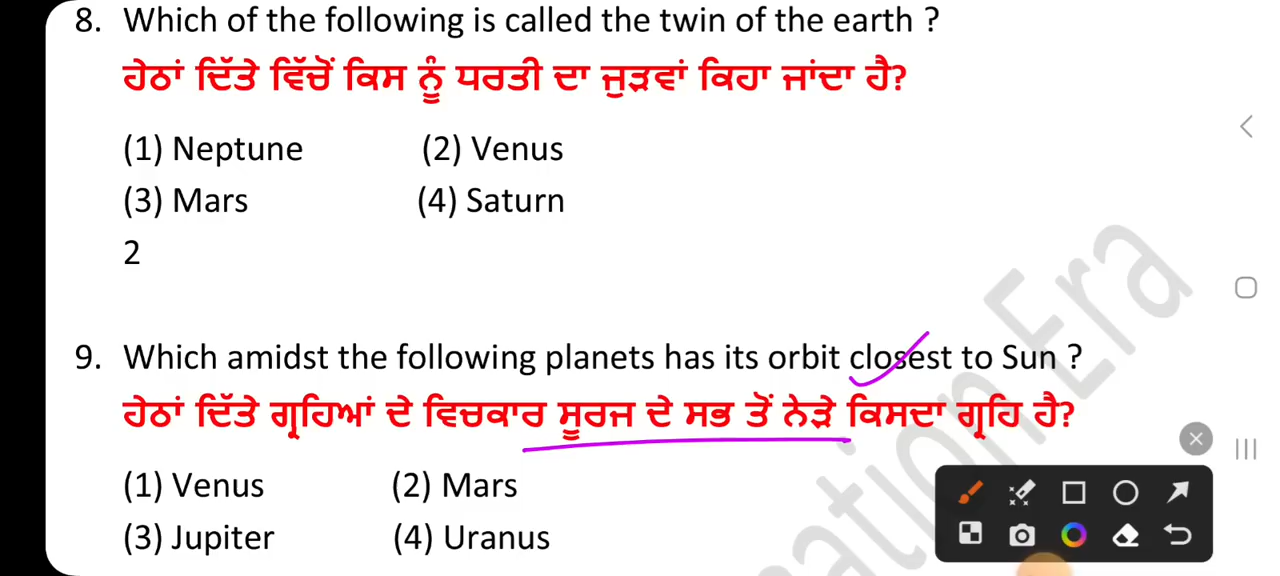 8. Which of the following is called the twin of the earth ?
ਹੇਠਾਂ ਦਿੱਤੇ ਵਿੱਚੋਂ ਕਿਸ ਨੂੰ ਧਰਤੀ ਦਾ ਜੁੜਵਾਂ ਕਿਹਾ ਜਾਂਦਾ ਹੈ?
(1) Neptune (2) Venus
(3) Mars (4) Saturn
2
9. Which amidst the following planets has its orbit closest to Sun ?
ਹੇਠਾਂ ਦਿੱਤੇ ਗ੍ਰਹਿਆਂ ਦੇ ਵਿਚਕਾਰ ਸੂਰਜ ਦੇ ਸਭ ਤੋਂ ਨੇੜੇ ਕਿਸਦਾ ਗ੍ਰਹਿ ਹੈ?
(1) Venus (2) Mars
(3) Jupiter (4) Uranus
Era